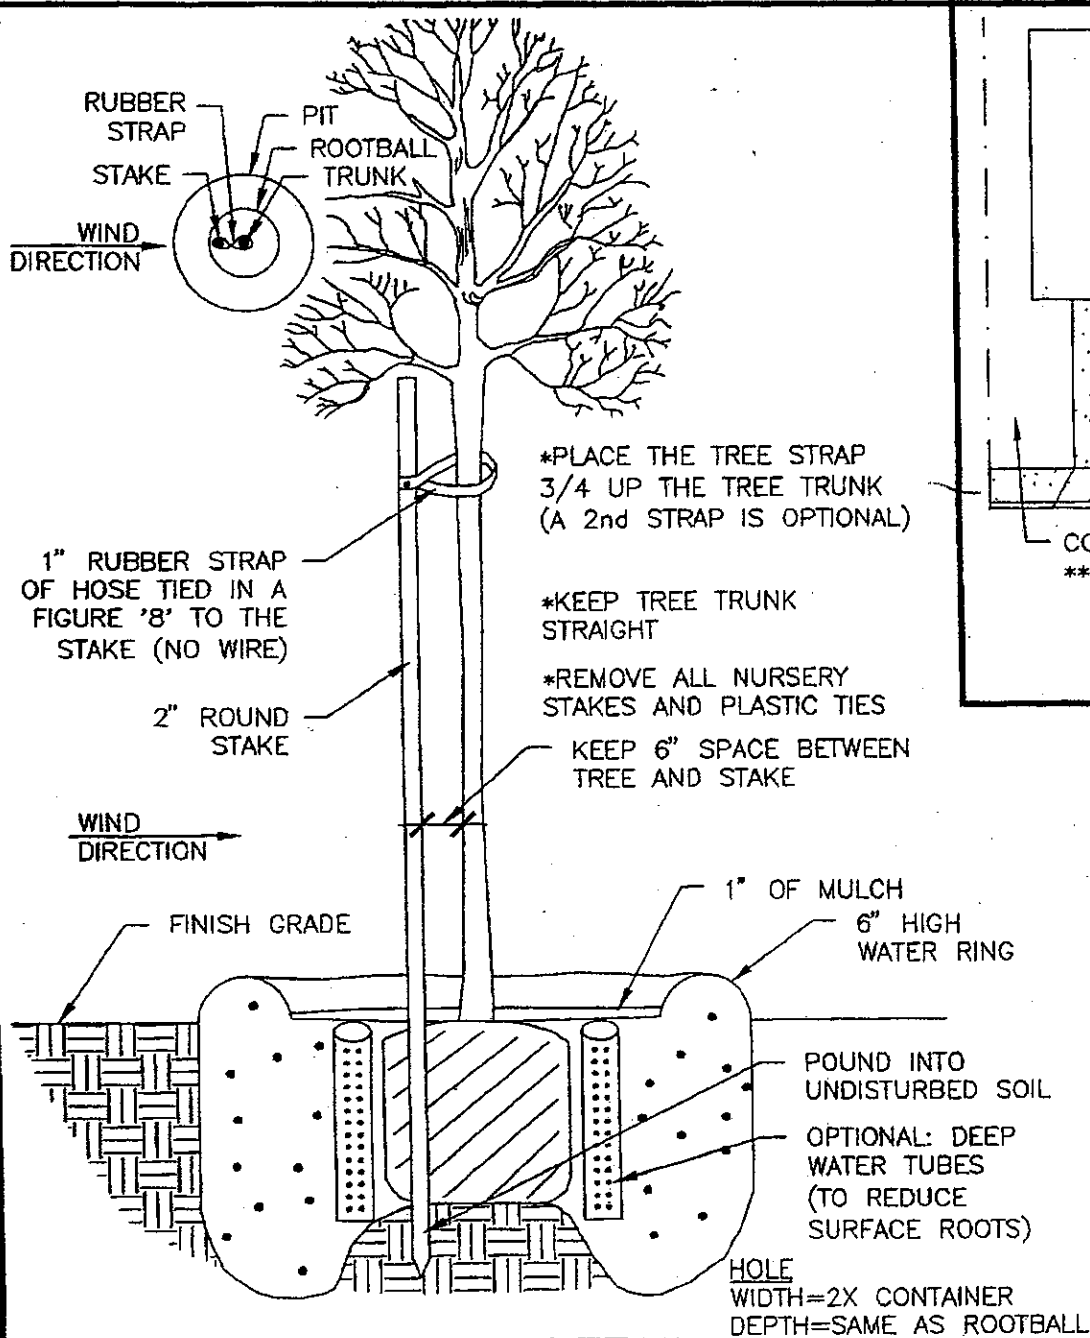 RUBBER
STRAP
PIT
ROOTBALL
STAKE
TRUNK
WIND
DIRECTION
*PLACE THE TREE STRAP
3/4 UP THE TREE TRUNK
(A 2nd STRAP IS OPTIONAL)
1" RUBBER STRAP
OF HOSE TIED IN A
FIGURE '8' TO THE
STAKE (NO WIRE)
*KEEP TREE TRUNK
STRAIGHT
*REMOVE ALL NURSERY
STAKES AND PLASTIC TIES
2" ROUND
STAKE
KEEP 6" SPACE BETWEEN
TREE AND STAKE
WIND
DIRECTION
1" OF MULCH
FINISH GRADE
6" HIGH
WATER RING
POUND INTO
UNDISTURBED SOIL
OPTIONAL: DEEP
WATER TUBES
(TO REDUCE
SURFACE ROOTS)
HOLE
WIDTH=2X CONTAINER
DEPTH=SAME AS ROOTBALL
CO
**